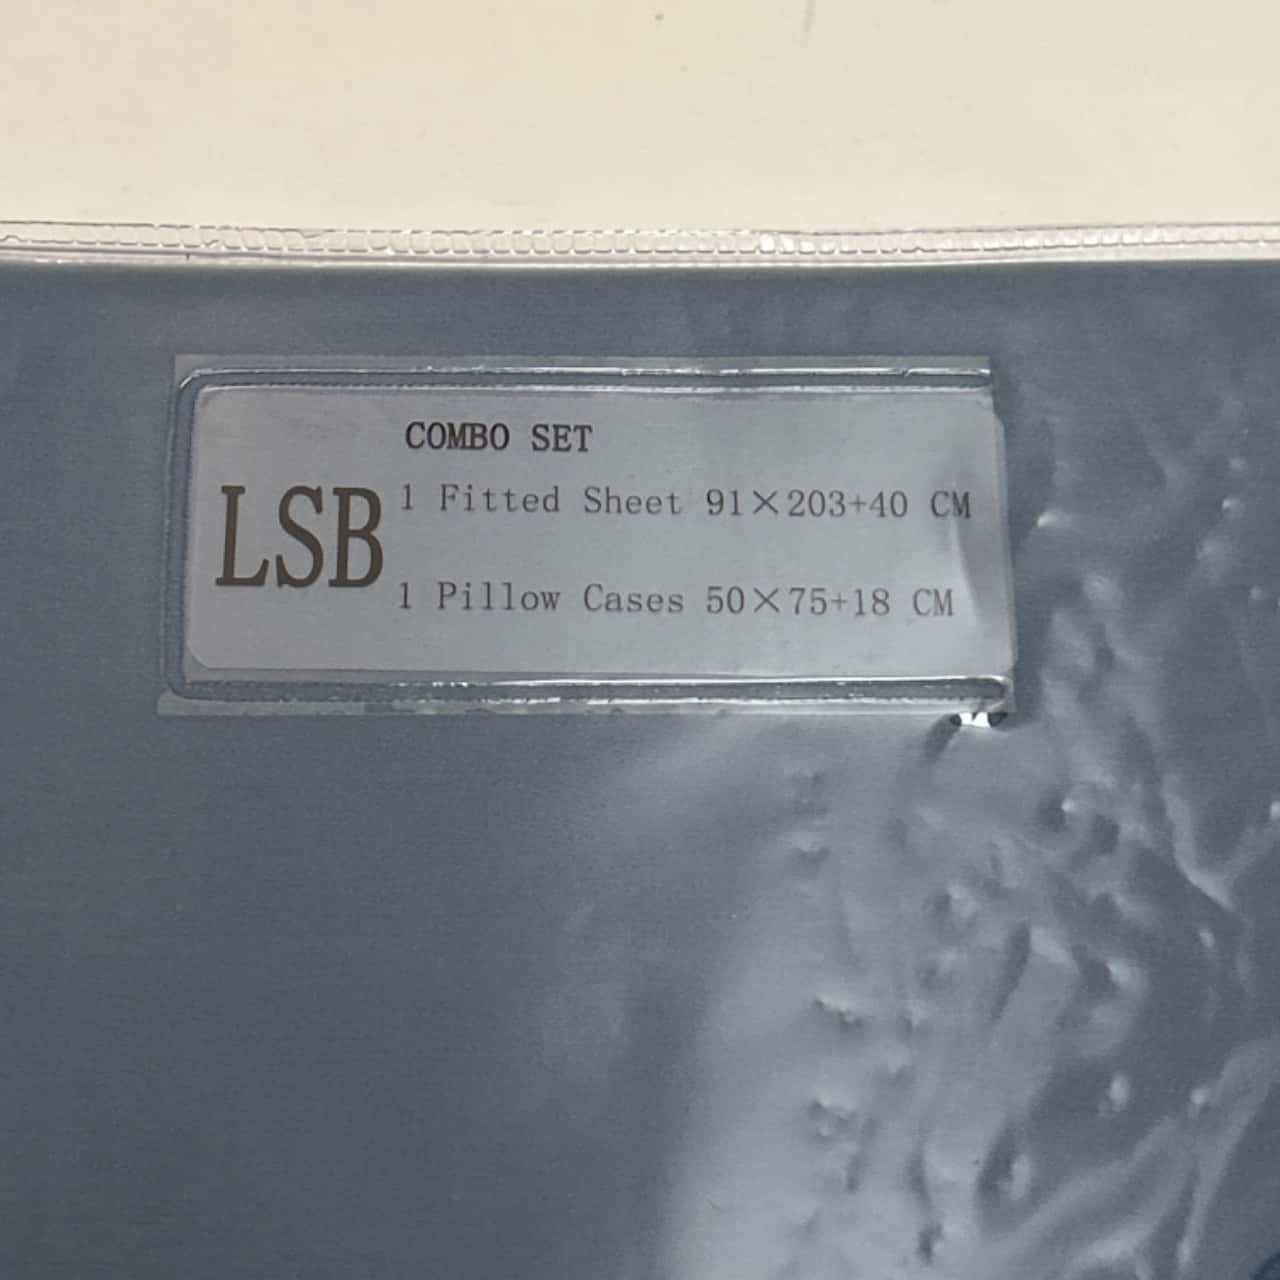 COMBO SET
LSB
1 Fitted Sheet 91×203+40 CM
1 Pillow Cases 50×75+18 CM